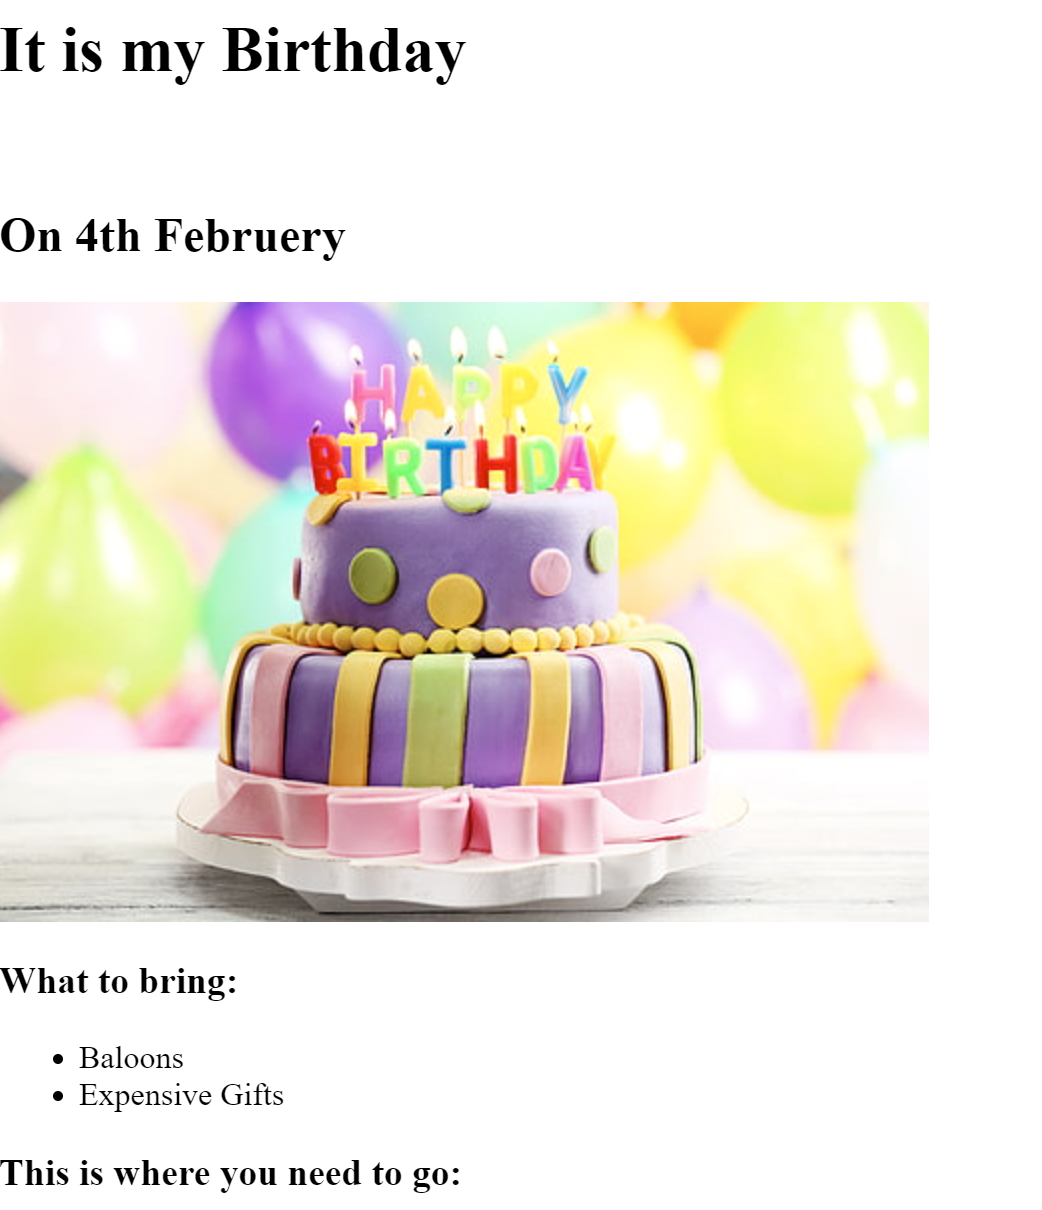 It is my Birthday
On 4th Februery
HAPPY
BIRTHDAY
What to bring:
Baloons
Expensive Gifts
This is where you need to go: